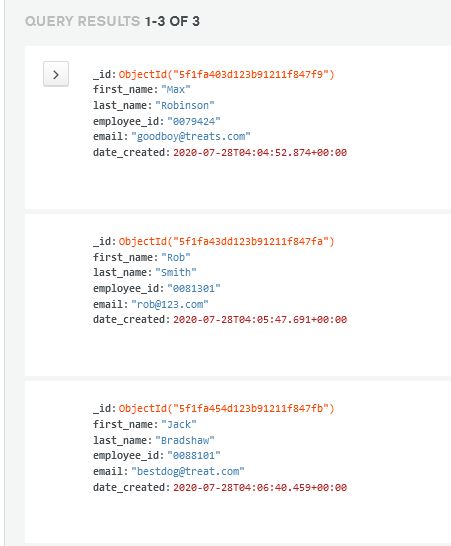 QUERY RESULTS 1-3 OF 3
_id: ObjectId("5f1fa403d123b91211f847f9")
first_name: "Max"
last_name: "Robinson"
employee_id: "0079424"
email: "goodboy@treats.com"
date_created: 2020-07-28T04:04:52.874+00:00
_id: ObjectId("5f1fa43dd123b91211f847fa")
first_name: "Rob"
last_name: "Smith"
employee_id: "0081301"
email: "rob@123.com"
date_created: 2020-07-28T04:05:47.691+00:00
_id: ObjectId("5f1fa454d123b91211f847fb")
first_name: "Jack"
last_name: "Bradshaw"
employee_id: "0088101"
email: "bestdog@treat.com"
date_created: 2020-07-28T04:06:40.459+00:00